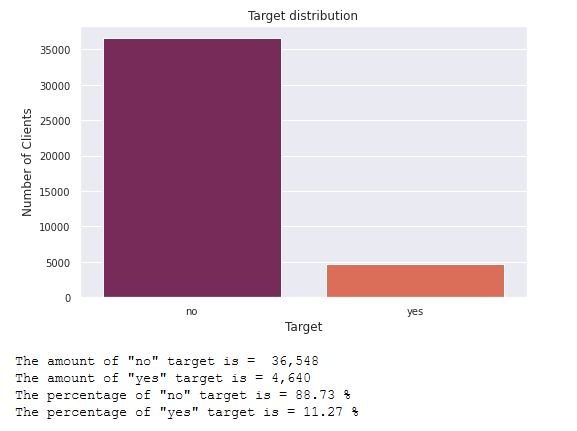 Target distribution
35000
30000
25000
20000
15000
10000
5000
0
Number of Clients
no yes
Target
The amount of "no" target is =  36,548
The amount of "yes" target is = 4,640
The percentage of "no" target is = 88.73 %
The percentage of "yes" target is = 11.27 %